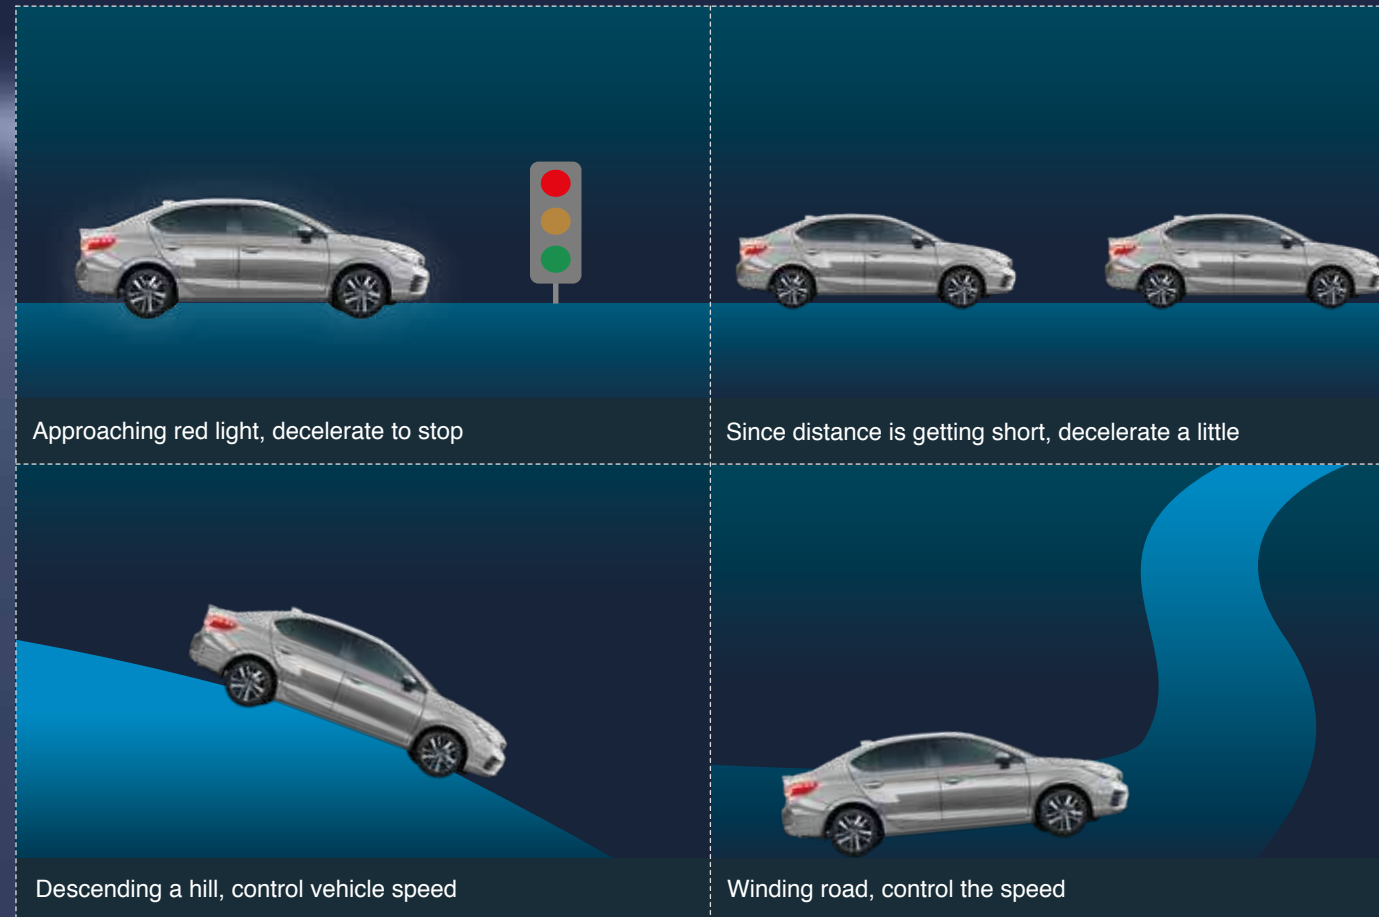 Approaching red light, decelerate to stop
Since distance is getting short, decelerate a little
Descending a hill, control vehicle speed
Winding road, control the speed